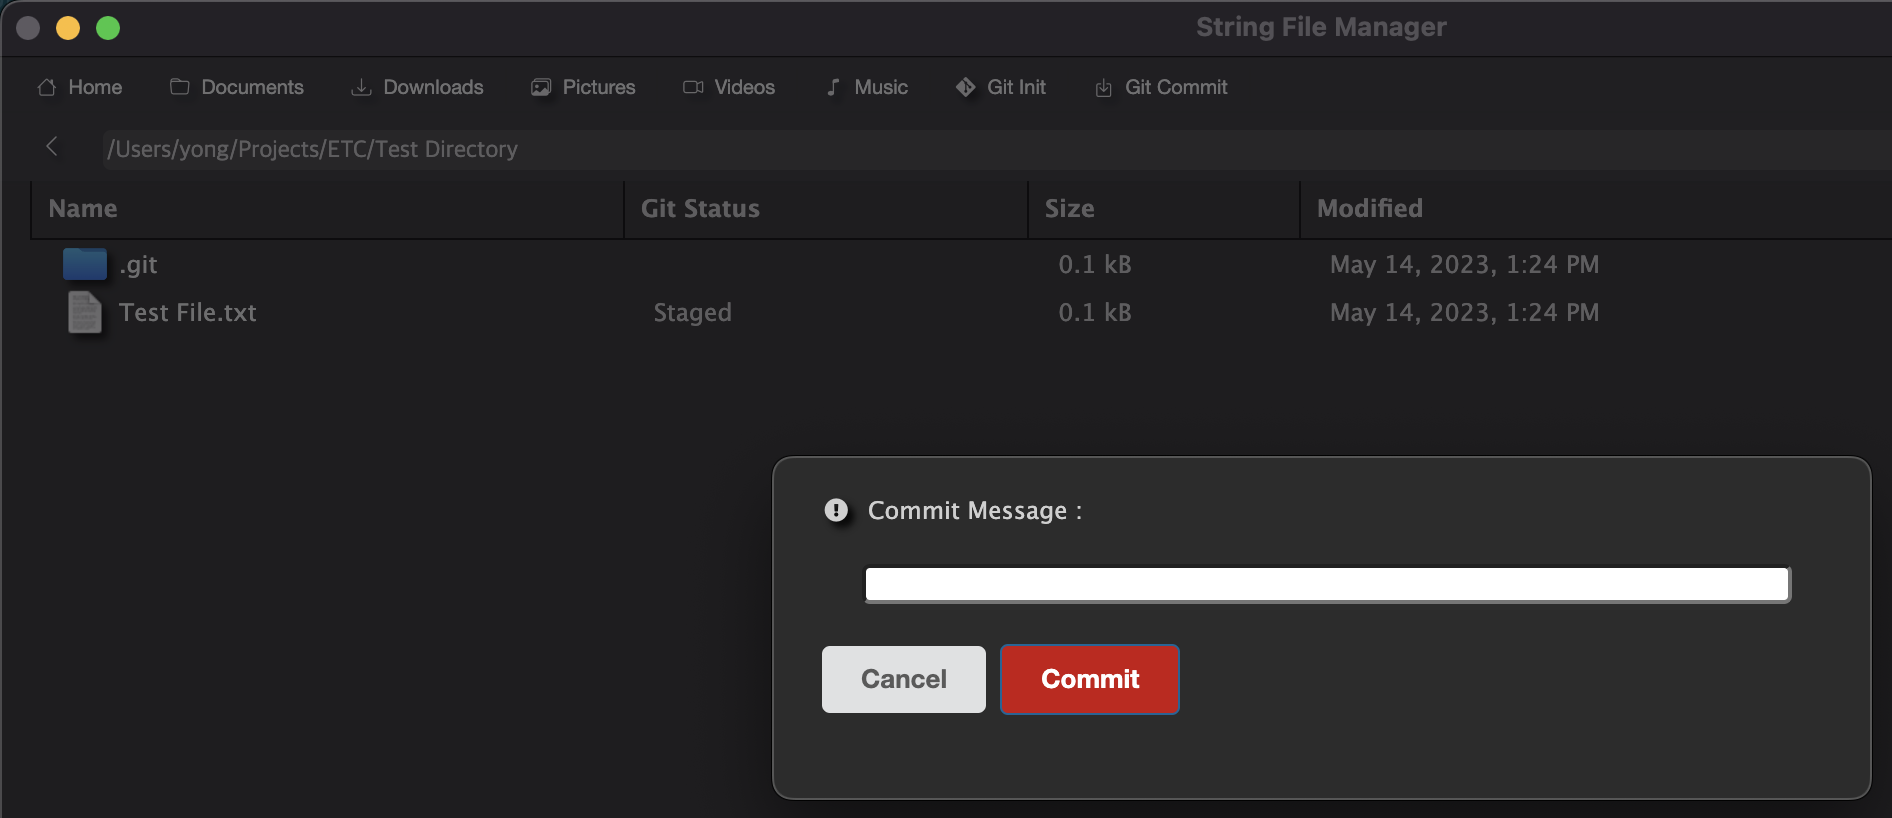 String File Manager
Home Documents Downloads Pictures Videos Music Git Init Git Commit
/Users/yong/Projects/ETC/Test Directory
Name Git Status Size Modified
.git 0.1 kB May 14, 2023, 1:24 PM
Test File.txt Staged 0.1 kB May 14, 2023, 1:24 PM
Commit Message :
Cancel Commit